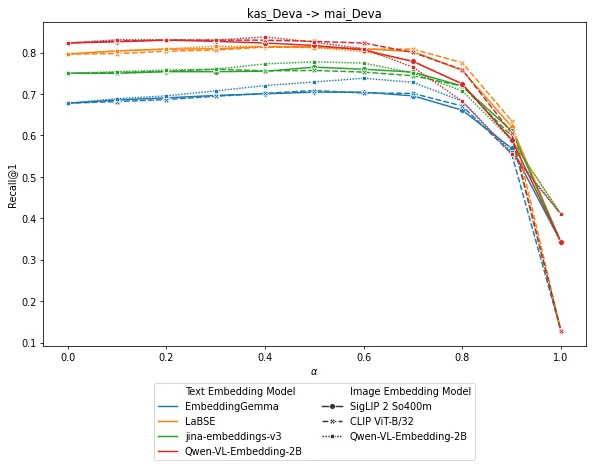 kas_Deva -> mai_Deva
Recall@1
0.8
0.7
0.6
0.5
0.4
0.3
0.2
0.1
0.0 0.2 0.4 0.6 0.8 1.0
α
Text Embedding Model
EmbeddingGemma
LaBSE
jina-embeddings-v3
Qwen-VL-Embedding-2B
Image Embedding Model
SigLIP 2 So400m
CLIP ViT-B/32
Qwen-VL-Embedding-2B